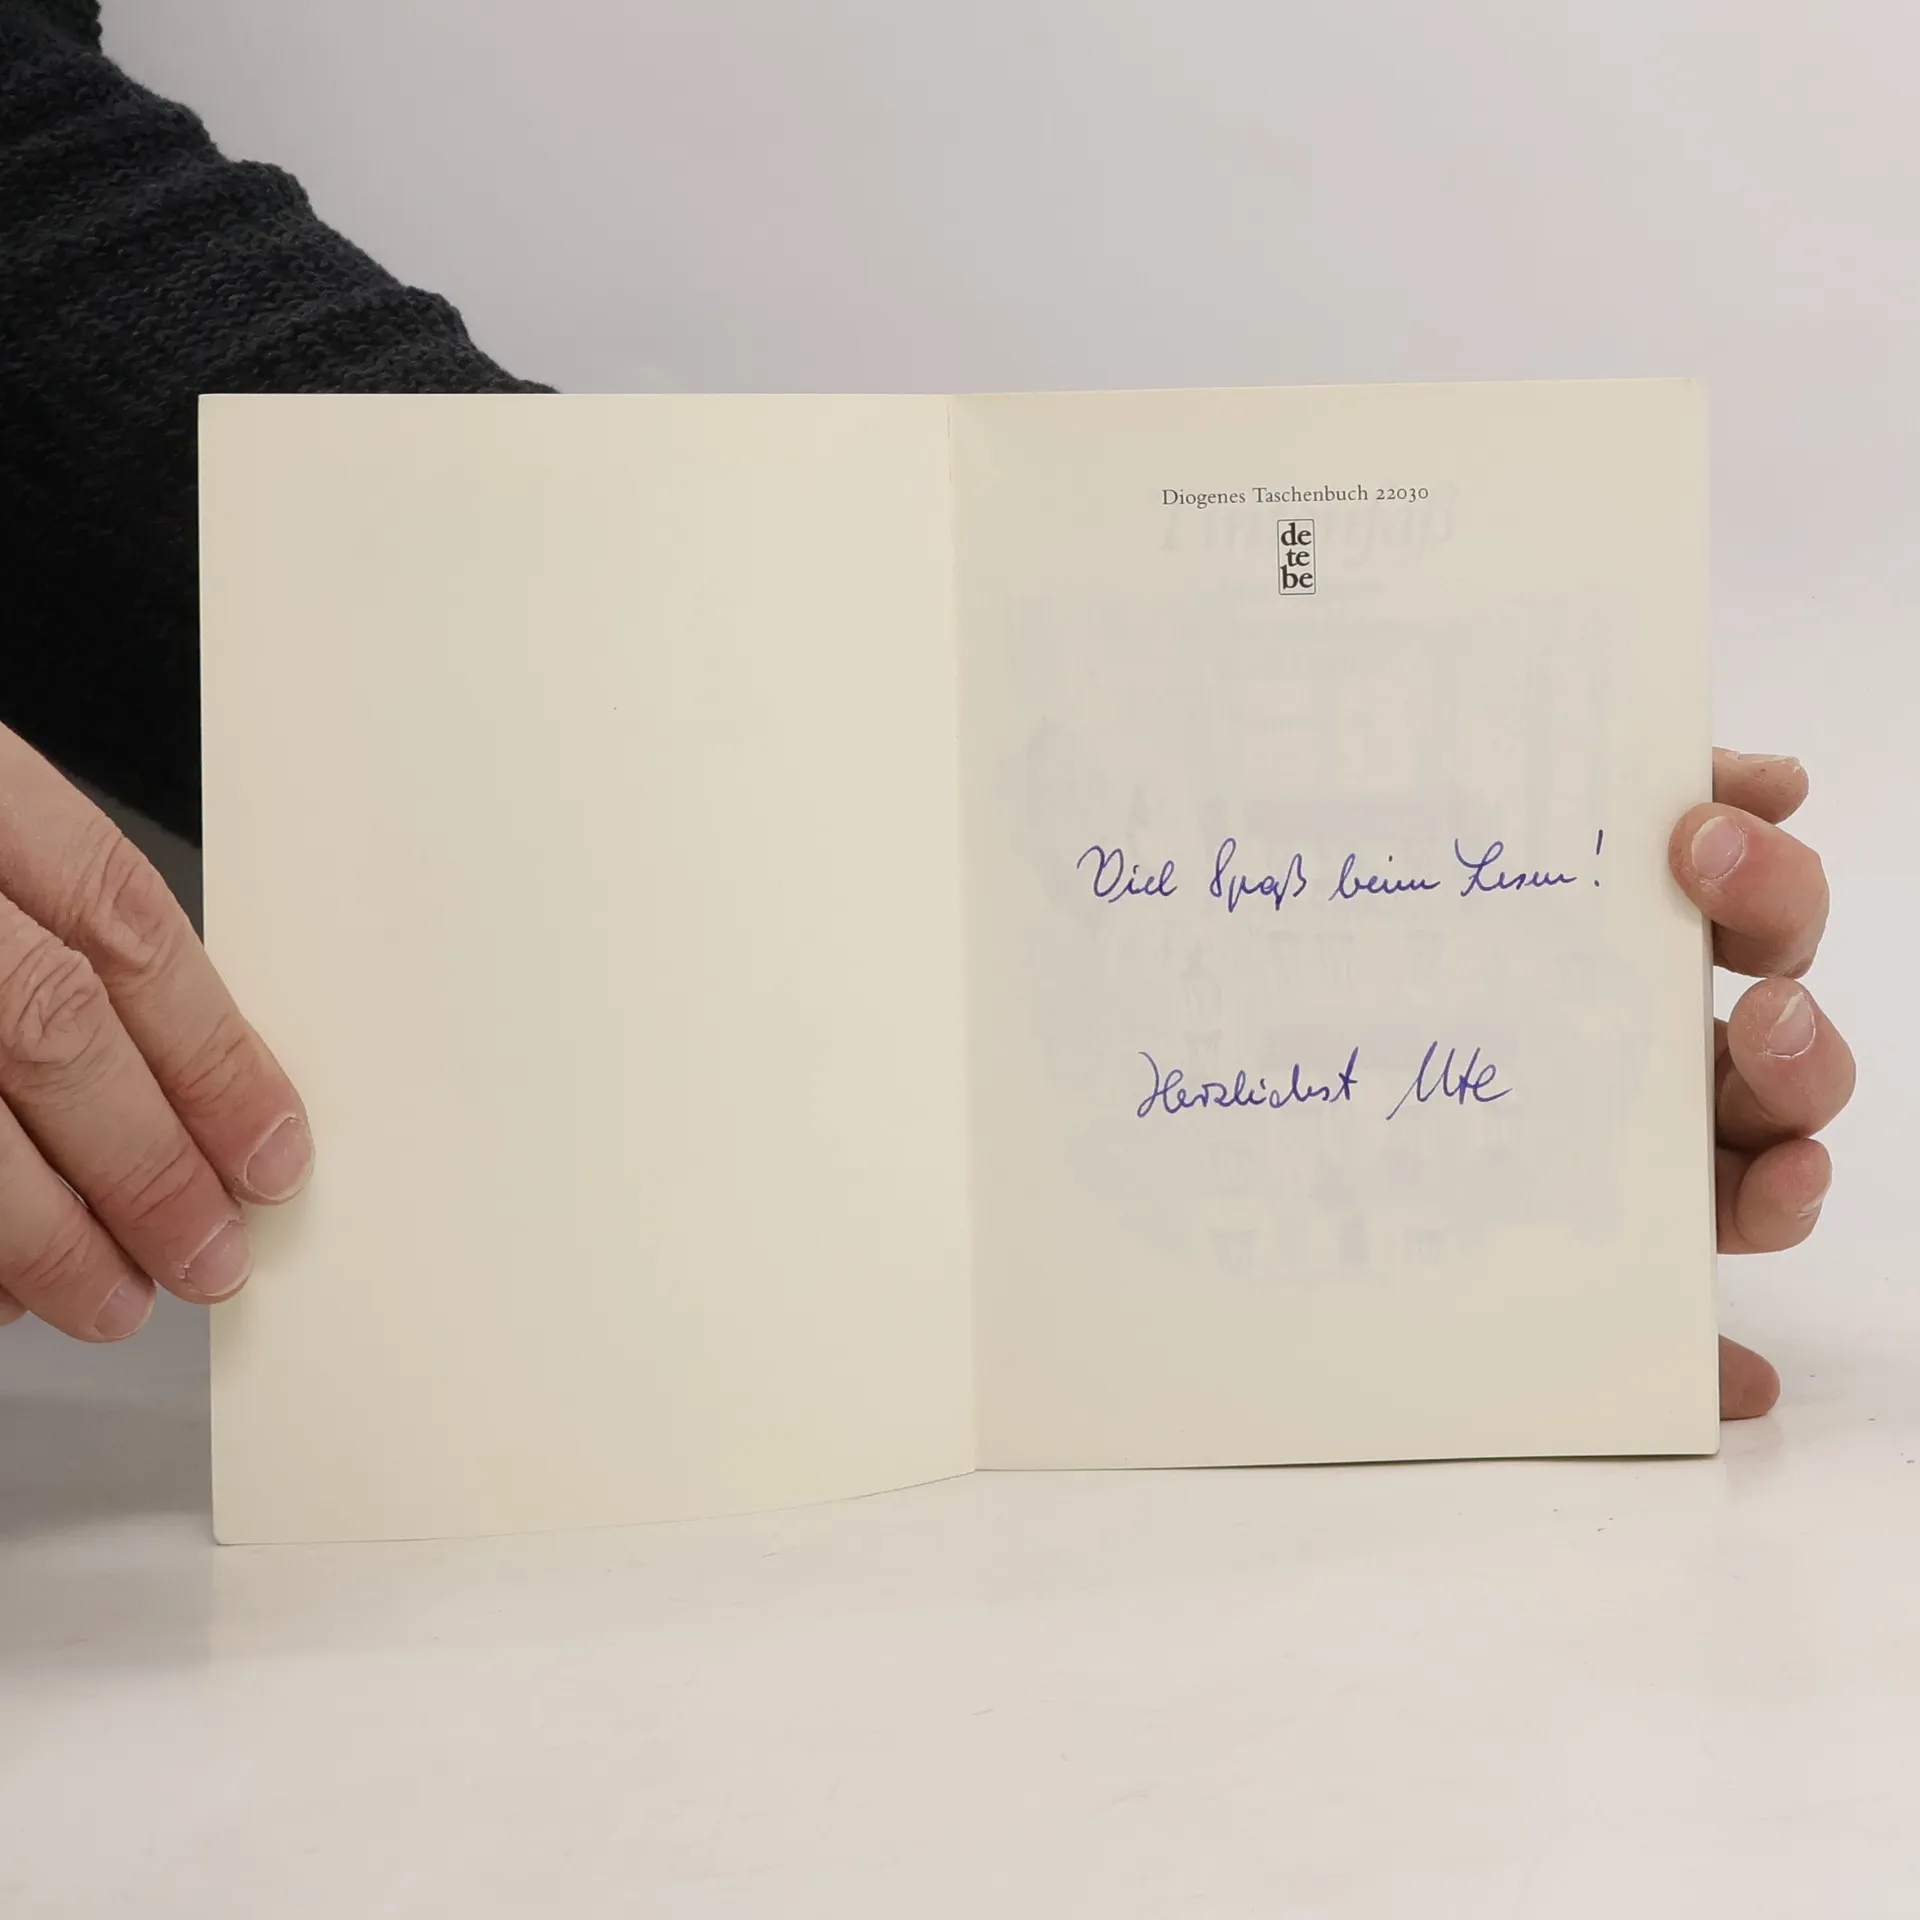 Diogenes Taschenbuch 22030
de
te
be
Viel Spaß beim Lesen!
Herzlichst Ute